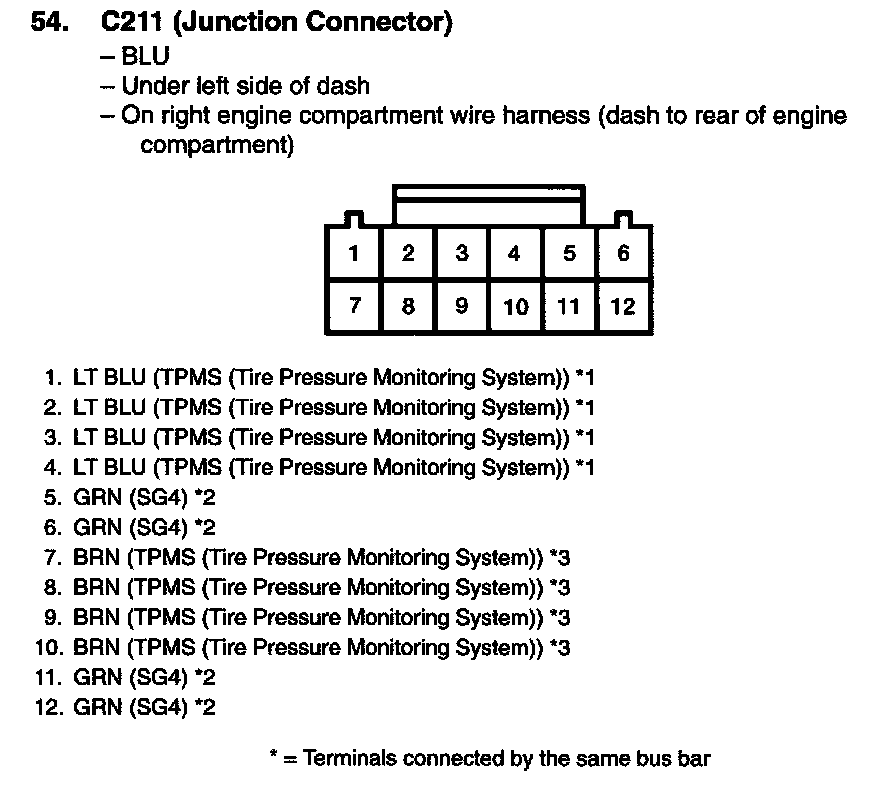 54. C211 (Junction Connector)
– BLU
– Under left side of dash
– On right engine compartment wire harness (dash to rear of engine
compartment)
1 2 3 4 5 6
7 8 9 10 11 12
1. LT BLU (TPMS (Tire Pressure Monitoring System)) *1
2. LT BLU (TPMS (Tire Pressure Monitoring System)) *1
3. LT BLU (TPMS (Tire Pressure Monitoring System)) *1
4. LT BLU (TPMS (Tire Pressure Monitoring System)) *1
5. GRN (SG4) *2
6. GRN (SG4) *2
7. BRN (TPMS (Tire Pressure Monitoring System)) *3
8. BRN (TPMS (Tire Pressure Monitoring System)) *3
9. BRN (TPMS (Tire Pressure Monitoring System)) *3
10. BRN (TPMS (Tire Pressure Monitoring System)) *3
11. GRN (SG4) *2
12. GRN (SG4) *2
* = Terminals connected by the same bus bar